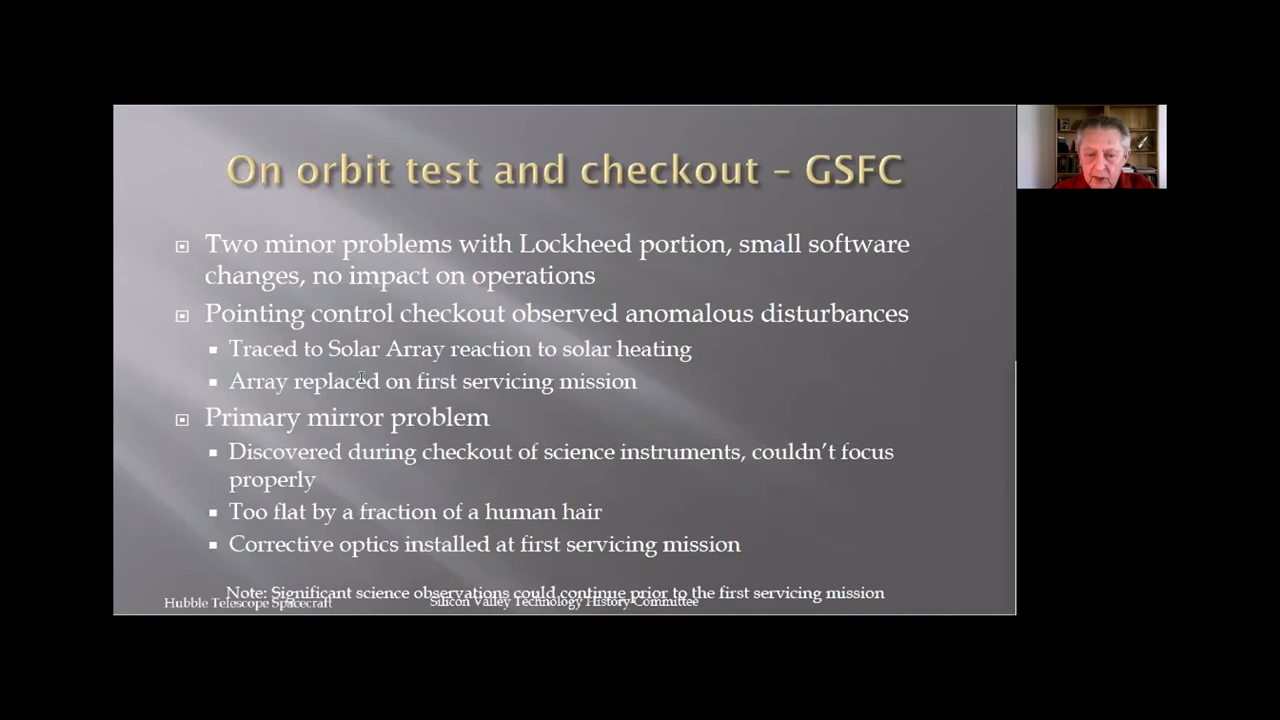 On orbit test and checkout – GSFC
Two minor problems with Lockheed portion, small software
changes, no impact on operations
Pointing control checkout observed anomalous disturbances
Traced to Solar Array reaction to solar heating
Array replaced on first servicing mission
Primary mirror problem
Discovered during checkout of science instruments, couldn't focus
properly
Too flat by a fraction of a human hair
Corrective optics installed at first servicing mission
Note: Significant science observations could continue prior to the first servicing mission
Hubble Telescope Spacecraft
Silicon Valley Technology History Committee